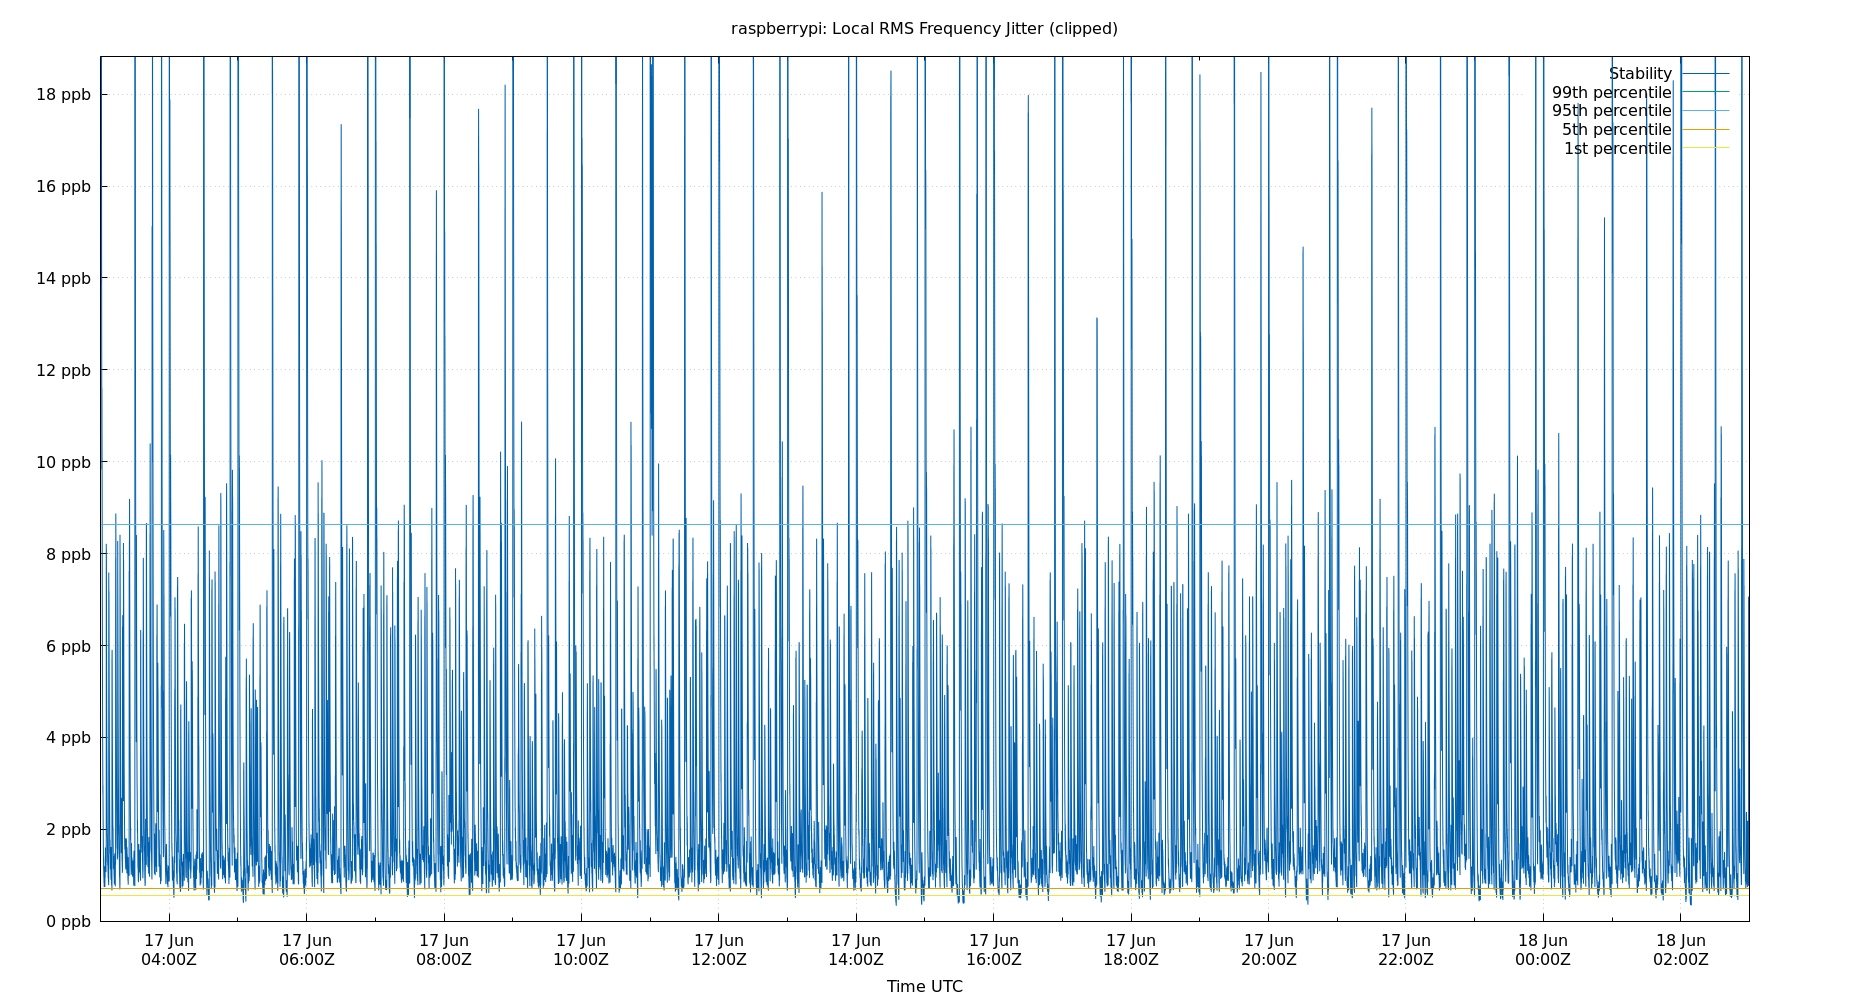 raspberrypi: Local RMS Frequency Jitter (clipped)
Stability
99th percentile
95th percentile
5th percentile
1st percentile
18 ppb
16 ppb
14 ppb
12 ppb
10 ppb
8 ppb
6 ppb
4 ppb
2 ppb
0 ppb
17 Jun 17 Jun 17 Jun 17 Jun 17 Jun 17 Jun 17 Jun 17 Jun 17 Jun 17 Jun 18 Jun 18 Jun
04:00Z 06:00Z 08:00Z 10:00Z 12:00Z 14:00Z 16:00Z 18:00Z 20:00Z 22:00Z 00:00Z 02:00Z
Time UTC